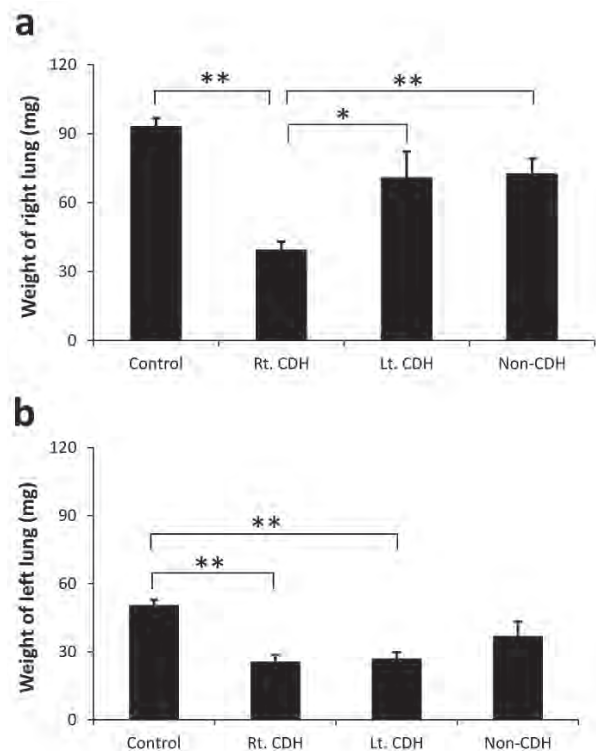 a
Weight of right lung (mg)
120
90
60
30
0
**
**
*
Control Rt. CDH Lt. CDH Non-CDH
b
Weight of left lung (mg)
120
90
60
30
0
**
**
Control Rt. CDH Lt. CDH Non-CDH